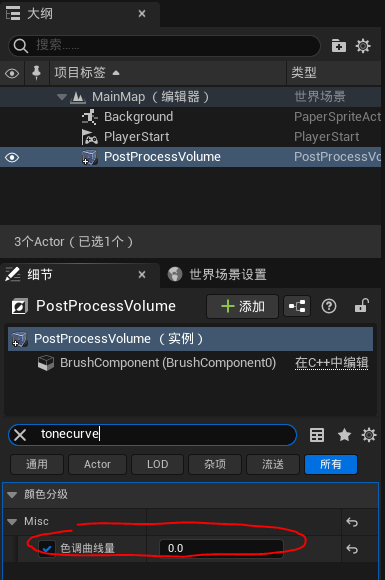 大纲 ×
搜索......
项目标签 类型
MainMap（编辑器） 世界场景
Background PaperSpriteAct
PlayerStart PlayerStart
PostProcessVolume PostProcessVo
3个Actor（已选1个）
细节 × 世界场景设置
PostProcessVolume + 添加
PostProcessVolume （实例）
BrushComponent (BrushComponent0) 在C++中编辑
tonecurve
通用 Actor LOD 杂项 流送 所有
颜色分级
Misc
色调曲线量 0.0